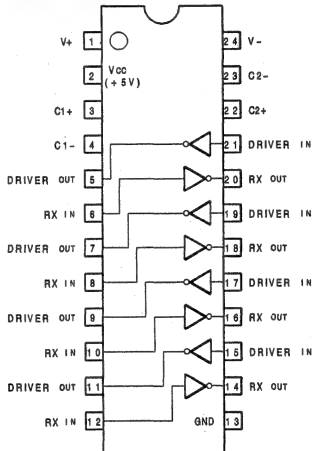 V+ 1 24 V-
2 VCC 23 C2-
(+5V)
C1+ 3 22 C2+
C1- 4 21 DRIVER IN
DRIVER OUT 5 20 RX OUT
RX IN 6 19 DRIVER IN
DRIVER OUT 7 18 RX OUT
RX IN 8 17 DRIVER IN
DRIVER OUT 9 16 RX OUT
RX IN 10 15 DRIVER IN
DRIVER OUT 11 14 RX OUT
RX IN 12 GND 13